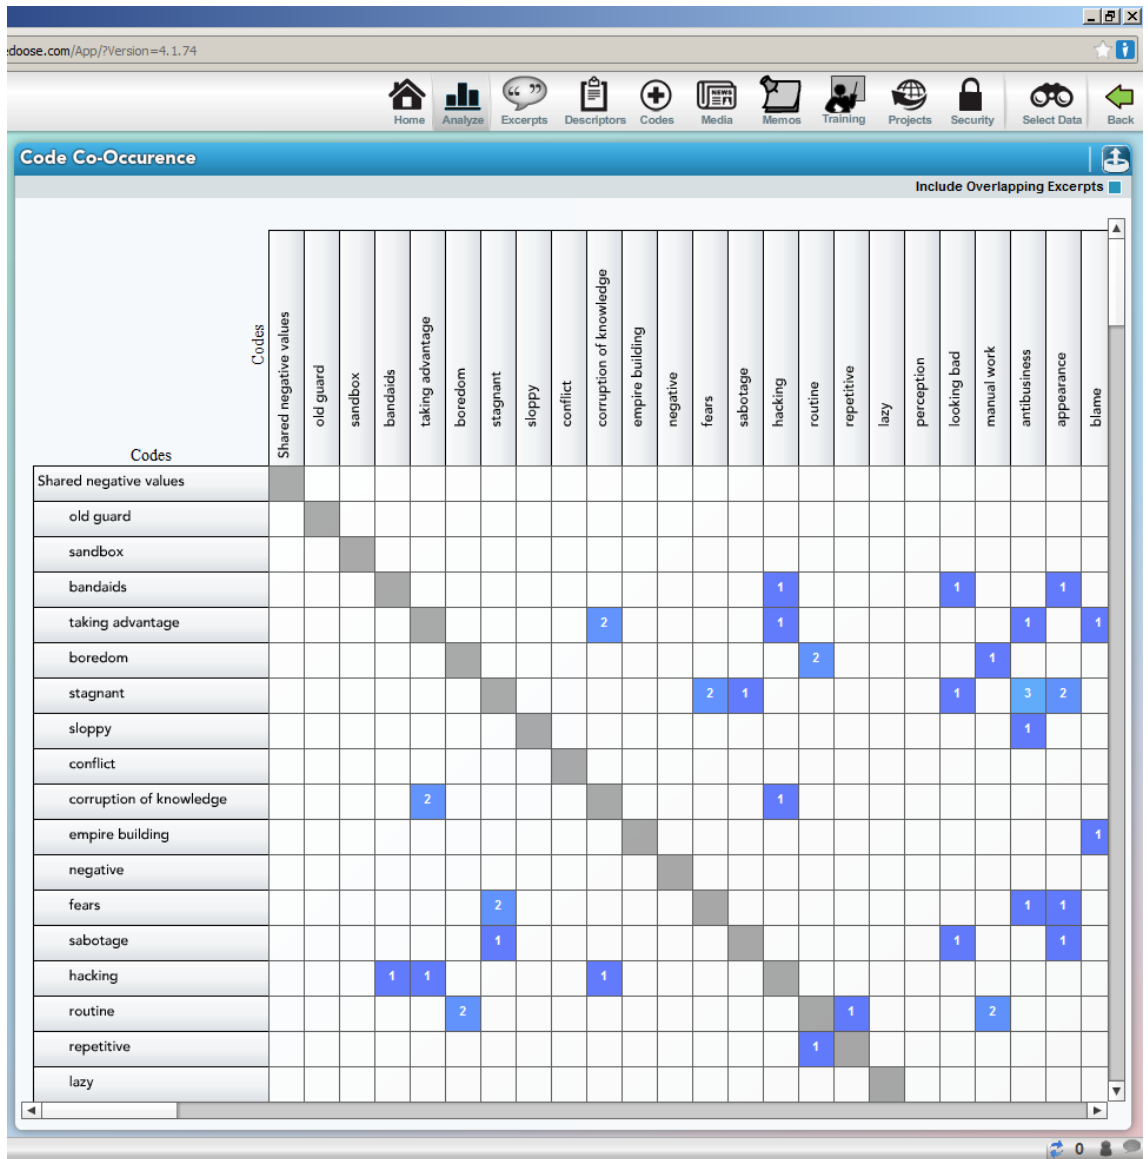 edoose.com/App/?Version=4.1.74
Home Analyze Excerpts Descriptors Codes Media Memos Training Projects Security Select Data Back
Code Co-Occurence
Include Overlapping Excerpts
Codes
Shared negative values
old guard
sandbox
bandaids
taking advantage
boredom
stagnant
sloppy
conflict
corruption of knowledge
empire building
negative
fears
sabotage
hacking
routine
repetitive
lazy
perception
looking bad
manual work
antibusiness
appearance
blame
Codes
Shared negative values
old guard
sandbox
bandaids 1 1 1
taking advantage 2 1 1 1
boredom 2 1
stagnant 2 1 1 3 2
sloppy 1
conflict
corruption of knowledge 2 1
empire building 1
negative
fears 2 1 1
sabotage 1 1 1
hacking 1 1 1
routine 2 1 2
repetitive 1
lazy
0